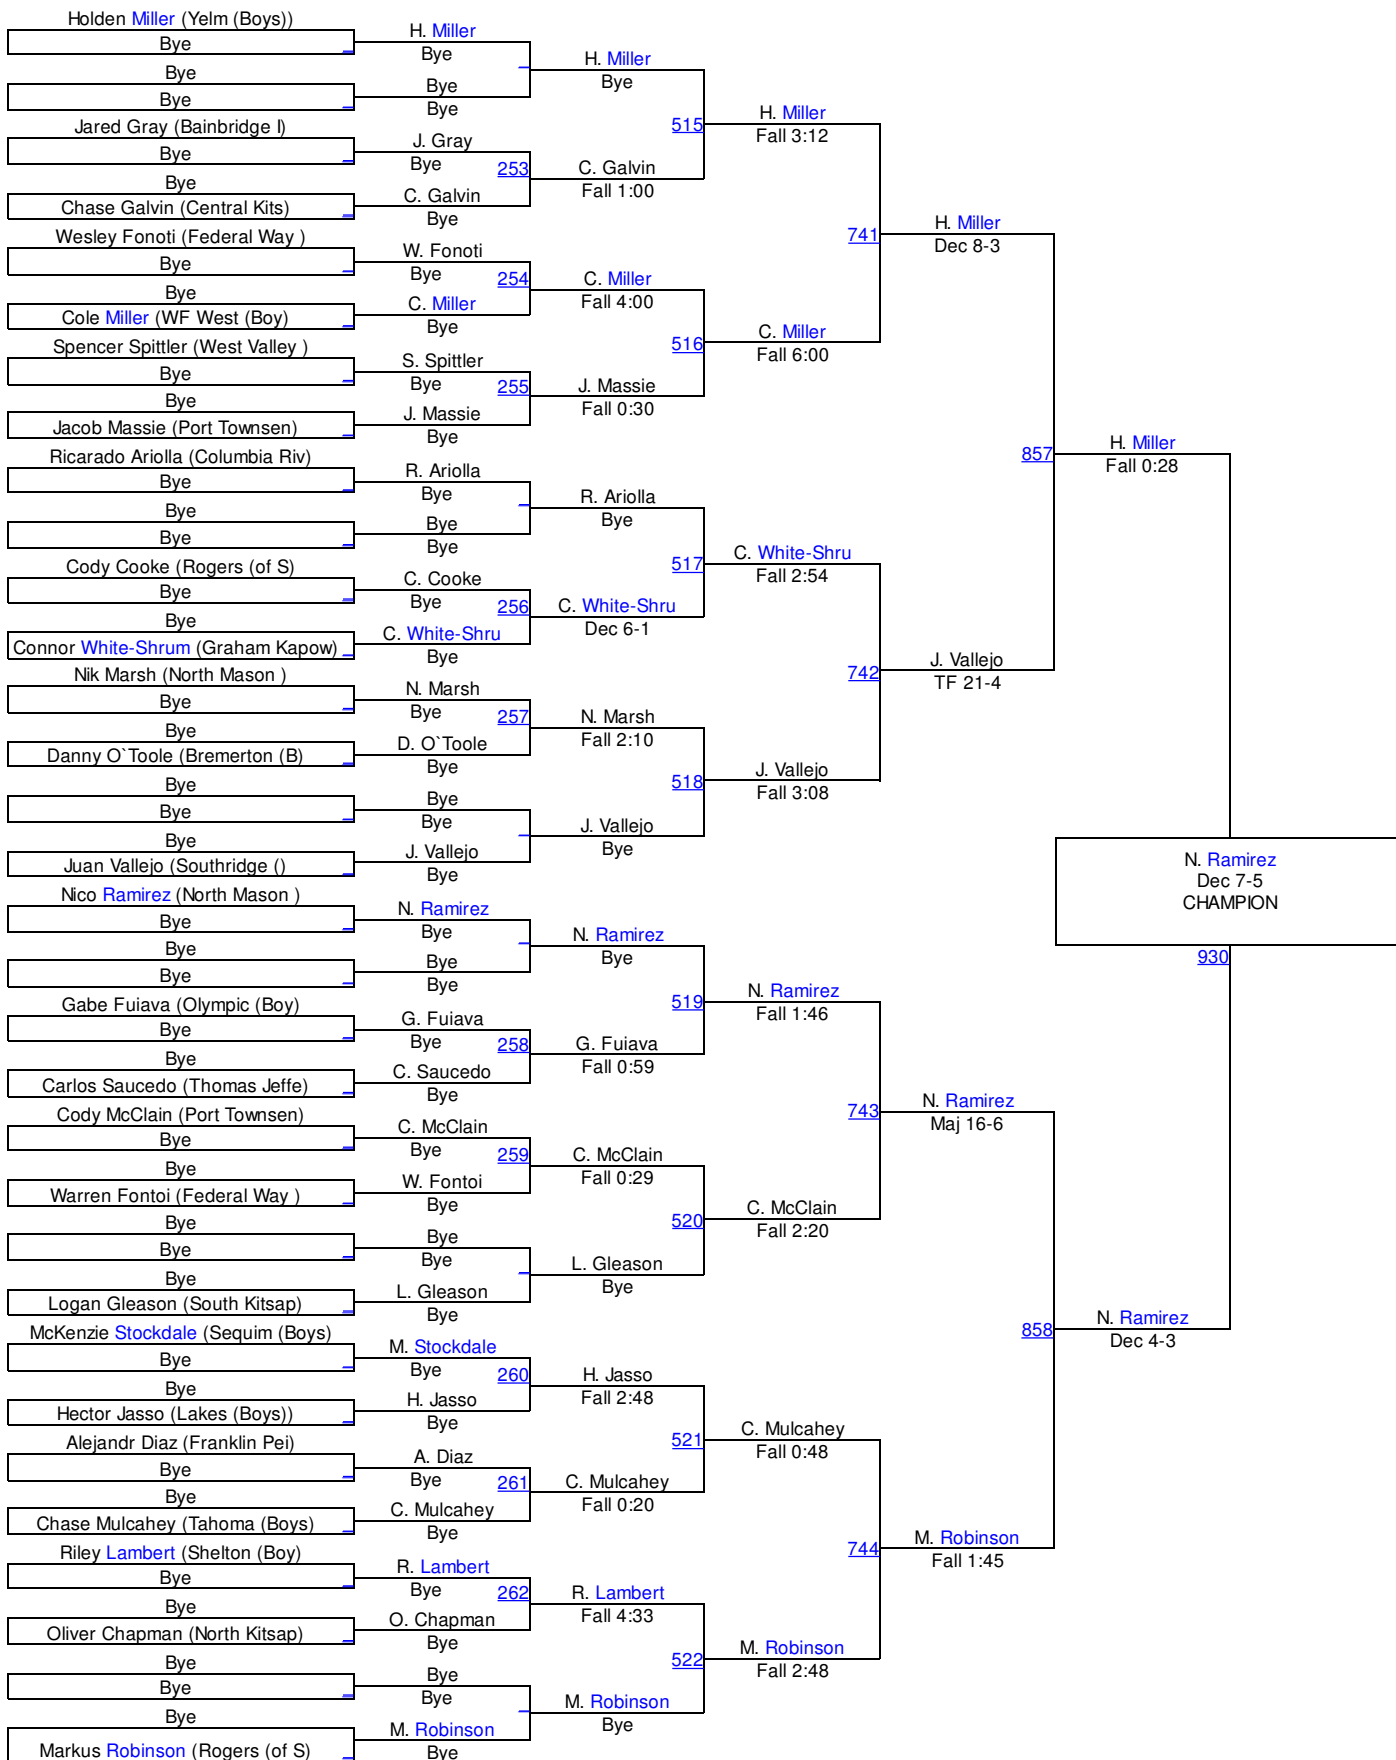 Holden Miller (Yelm (Boys))
Bye
Bye
Bye
Jared Gray (Bainbridge I)
Bye
Bye
Chase Galvin (Central Kits)
Wesley Fonoti (Federal Way )
Bye
Bye
Cole Miller (WF West (Boy)
Spencer Spittler (West Valley )
Bye
Bye
Jacob Massie (Port Townsen)
Ricarado Ariolla (Columbia Riv)
Bye
Bye
Bye
Cody Cooke (Rogers (of S)
Bye
Bye
Connor White-Shrum (Graham Kapow)
Nik Marsh (North Mason )
Bye
Bye
Danny O`Toole (Bremerton (B)
Bye
Bye
Bye
Juan Vallejo (Southridge ()
Nico Ramirez (North Mason )
Bye
Bye
Bye
Gabe Fuiava (Olympic (Boy)
Bye
Bye
Carlos Saucedo (Thomas Jeffe)
Cody McClain (Port Townsen)
Bye
Bye
Warren Fontoi (Federal Way )
Bye
Bye
Bye
Logan Gleason (South Kitsap)
McKenzie Stockdale (Sequim (Boys)
Bye
Bye
Hector Jasso (Lakes (Boys))
Alejandr Diaz (Franklin Pei)
Bye
Bye
Chase Mulcahey (Tahoma (Boys)
Riley Lambert (Shelton (Boy)
Bye
Bye
Oliver Chapman (North Kitsap)
Bye
Bye
Bye
Markus Robinson (Rogers (of S)
H. Miller
Bye
Bye
Bye
J. Gray
Bye
253
C. Galvin
Bye
W. Fonoti
Bye
254
C. Miller
Bye
S. Spittler
Bye
255
J. Massie
Bye
R. Ariolla
Bye
Bye
Bye
C. Cooke
Bye
256
C. White-Shru
Bye
N. Marsh
Bye
257
D. O`Toole
Bye
Bye
Bye
J. Vallejo
Bye
N. Ramirez
Bye
Bye
Bye
G. Fuiava
Bye
258
C. Saucedo
Bye
C. McClain
Bye
259
W. Fontoi
Bye
Bye
Bye
L. Gleason
Bye
M. Stockdale
Bye
260
H. Jasso
Bye
A. Diaz
Bye
261
C. Mulcahey
Bye
R. Lambert
Bye
262
O. Chapman
Bye
Bye
Bye
M. Robinson
Bye
H. Miller
Bye
515
C. Galvin
Fall 1:00
C. Miller
Fall 4:00
516
J. Massie
Fall 0:30
R. Ariolla
Bye
517
C. White-Shru
Dec 6-1
N. Marsh
Fall 2:10
518
J. Vallejo
Bye
N. Ramirez
Bye
519
G. Fuiava
Fall 0:59
C. McClain
Fall 0:29
520
L. Gleason
Bye
H. Jasso
Fall 2:48
521
C. Mulcahey
Fall 0:20
R. Lambert
Fall 4:33
522
M. Robinson
Bye
H. Miller
Fall 3:12
741
C. Miller
Fall 6:00
C. White-Shru
Fall 2:54
742
J. Vallejo
Fall 3:08
N. Ramirez
Fall 1:46
743
C. McClain
Fall 2:20
C. Mulcahey
Fall 0:48
744
M. Robinson
Fall 2:48
H. Miller
Dec 8-3
857
J. Vallejo
TF 21-4
N. Ramirez
Maj 16-6
858
M. Robinson
Fall 1:45
H. Miller
Fall 0:28
N. Ramirez
Dec 7-5
CHAMPION
930
N. Ramirez
Dec 4-3